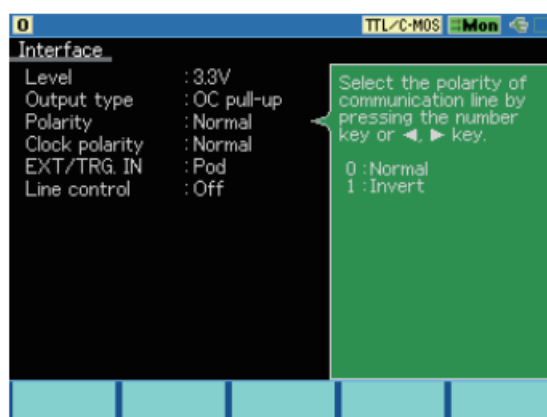 0
TTL/C-MOS
Mon
Interface
Level : 3.3V
Output type : OC pull-up
Polarity : Normal
Clock polarity : Normal
EXT/TRG. IN : Pod
Line control : Off
Select the polarity of
communication line by
pressing the number
key or ◀, ▶ key.
0 : Normal
1 : Invert